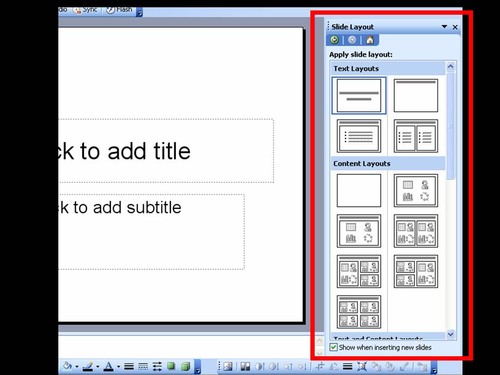 Sync Flash
Slide Layout
Apply slide layout:
Text Layouts
ck to add title
k to add subtitle
Content Layouts
Text and Content Layouts
Show when inserting new slides
A